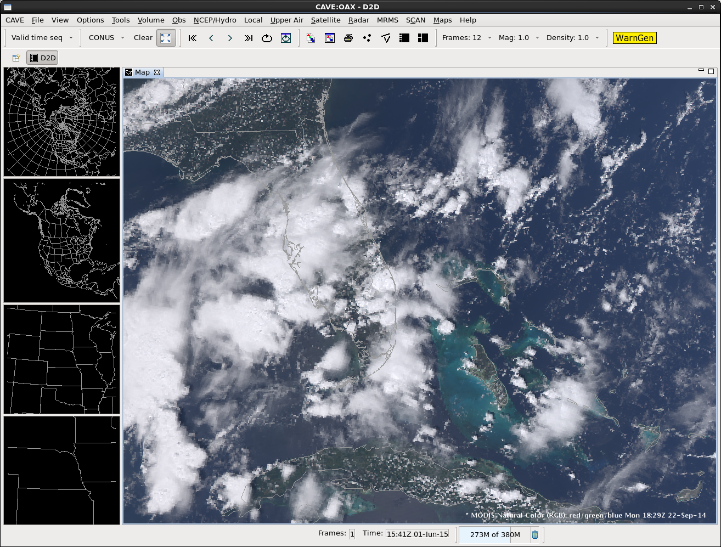 CAVE:OAX - D2D
CAVE File View Options Tools Volume Obs NCEP/Hydro Local Upper Air Satellite Radar MRMS SCAN Maps Help
Valid time seq CONUS Clear Frames: 12 Mag: 1.0 Density: 1.0 WarnGen
D2D
Map
* MODIS Natural Color (RGB): red/green/blue Mon 18:29Z 22-Sep-14
Frames: 1 Time: 15:41Z 01-Jun-15 273M of 380M